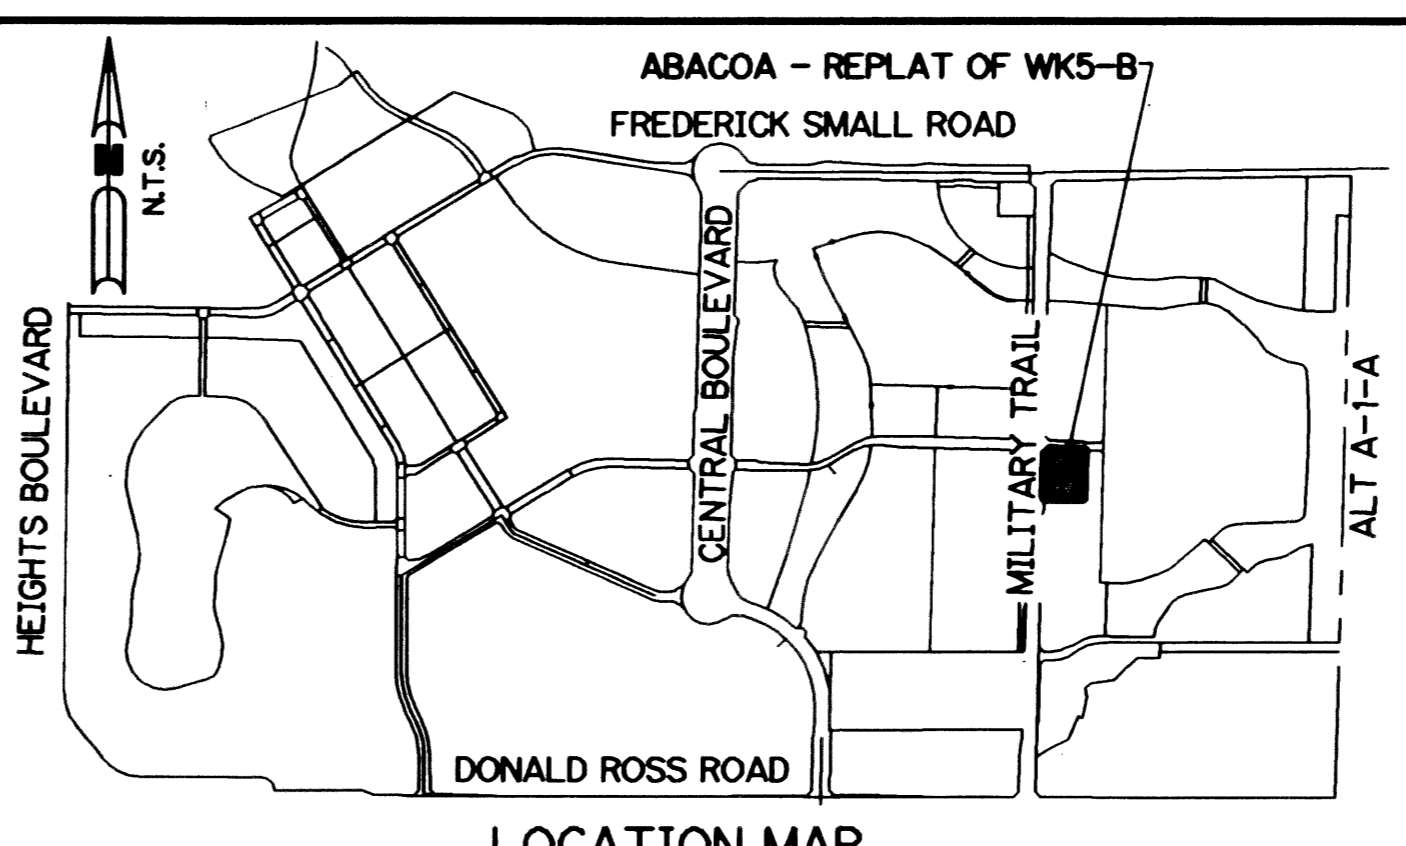 ABACOA - REPLAT OF WK5-B
FREDERICK SMALL ROAD
N.T.S.
HEIGHTS BOULEVARD
CENTRAL BOULEVARD
MILITARY TRAIL
ALT A-1-A
DONALD ROSS ROAD
LOCATION MAP